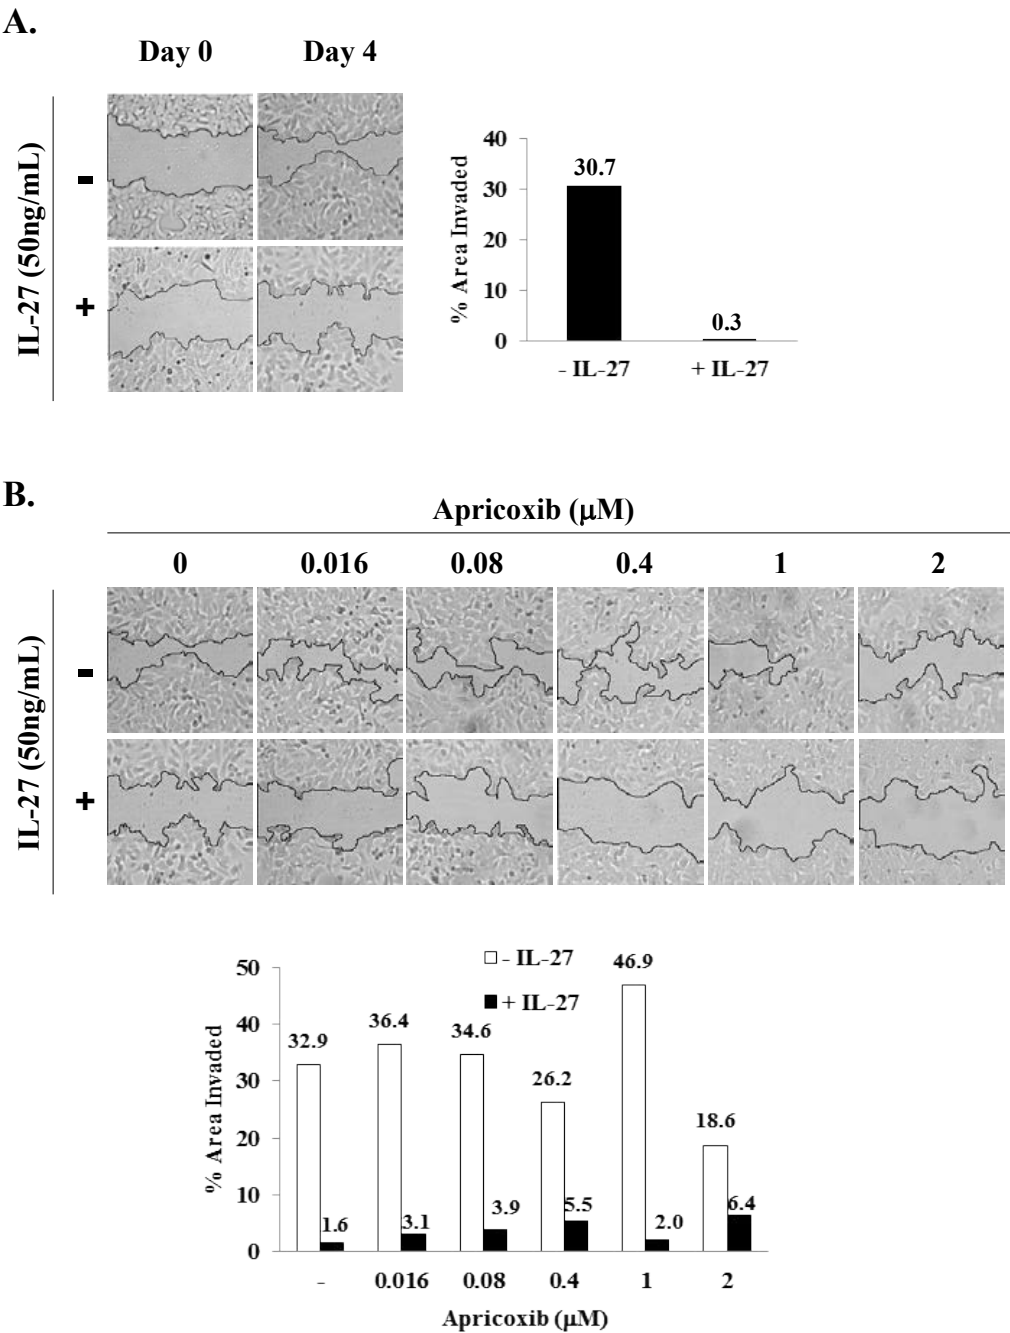 A.
Day 0 Day 4
IL-27 (50ng/mL)
-
+
% Area Invaded
40
30
20
10
0
30.7
0.3
- IL-27 + IL-27
B.
Apricoxib (μM)
0 0.016 0.08 0.4 1 2
IL-27 (50ng/mL)
-
+
- IL-27
+ IL-27
% Area Invaded
50
40
30
20
10
0
32.9 36.4 34.6 26.2 46.9 18.6
1.6 3.1 3.9 5.5 2.0 6.4
- 0.016 0.08 0.4 1 2
Apricoxib (μM)